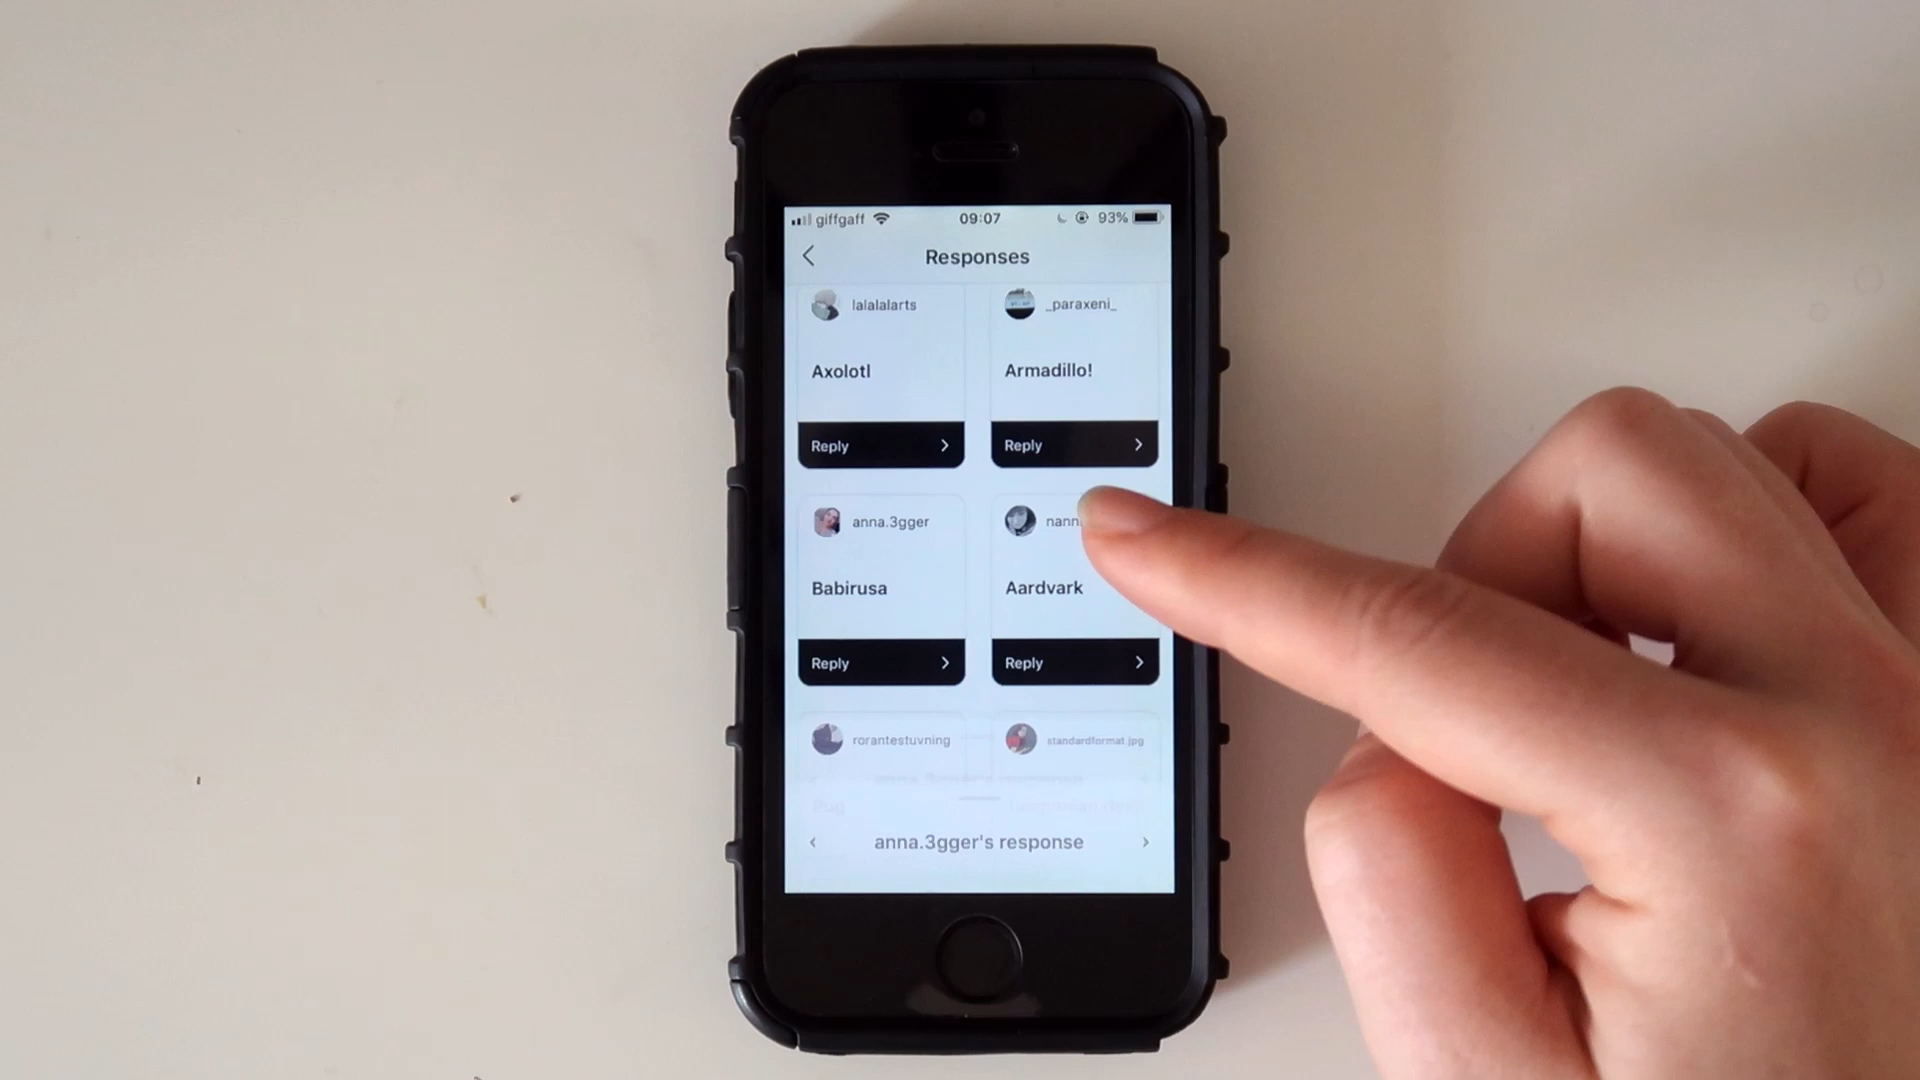 giffgaff 09:07 93%
Responses
lalalalarts _paraxeni_
Axolotl Armadillo!
Reply Reply
anna.3gger
Babirusa Aardvark
Reply Reply
rorantestuvning standardformat.jpg
Pug
anna.3gger's response